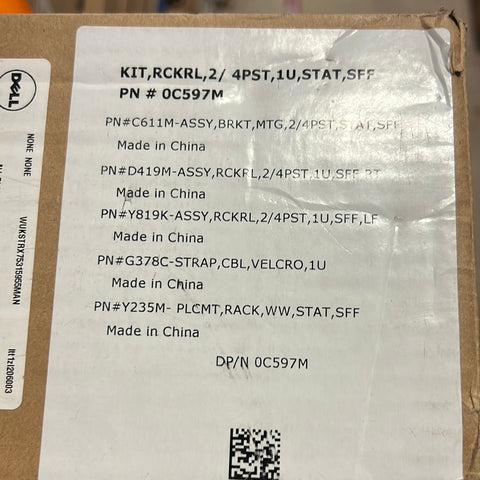 KIT,RCKRL,2/ 4PST,1U,STAT,SFF
PN # 0C597M
PN#C611M-ASSY,BRKT,MTG,2/4PST,STAT,SFF
Made in China
PN#D419M-ASSY,RCKRL,2/4PST,1U,SFF,RT
Made in China
PN#Y819K-ASSY,RCKRL,2/4PST,1U,SFF,LF
Made in China
PN#G378C-STRAP,CBL,VELCRO,1U
Made in China
PN#Y235M- PLCMT,RACK,WW,STAT,SFF
Made in China
DP/N 0C597M
DELL
NONE NONE
WUKSTRX75315955MAN